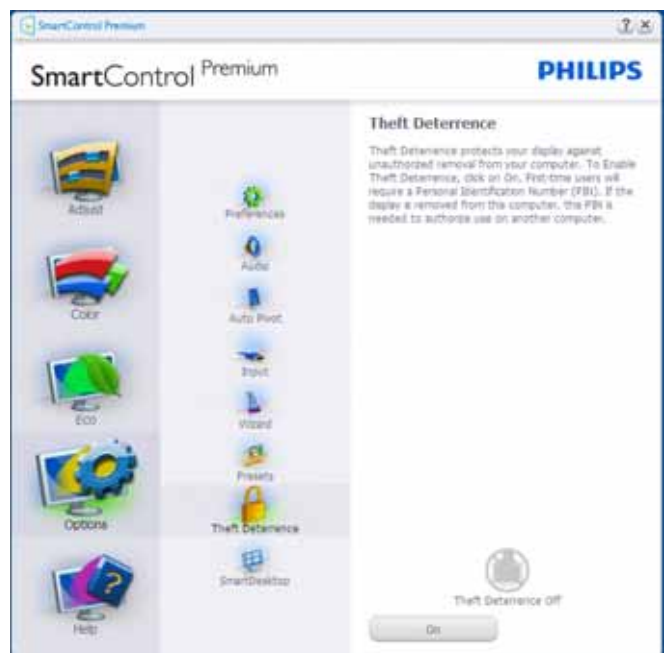 SmartControl Premium
SmartControl Premium
PHILIPS
Adjust
Color
Eco
Options
Help
Preferences
Audio
Auto Pivot
Input
Wizard
Presets
Theft Deterrence
SmartDesktop
Theft Deterrence
Theft Deterrence protects your display against
unauthorized removal from your computer. To Enable
Theft Deterrence, click on On. First-time users will
require a Personal Identification Number (PIN). If the
display is removed from this computer, this PIN is
needed to authorize use on another computer.
Theft Deterrence Off
On